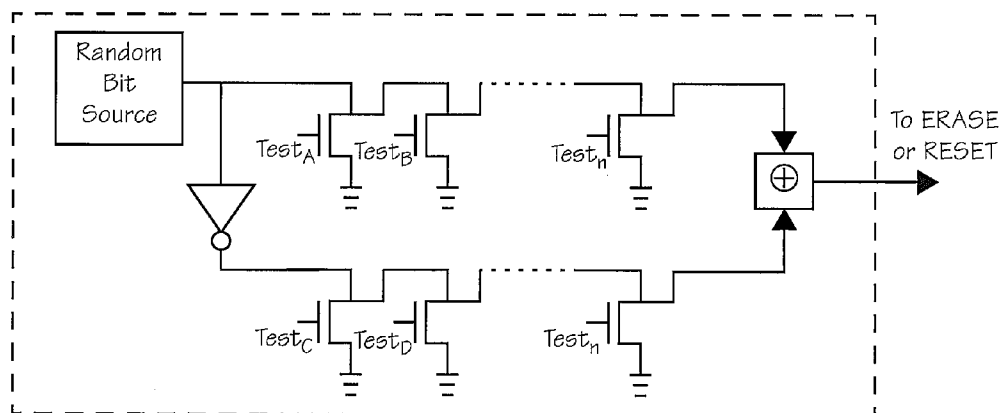 Random
Bit
Source
To ERASE
or RESET
TestA
TestB
Testn
TestC
TestD
Testn